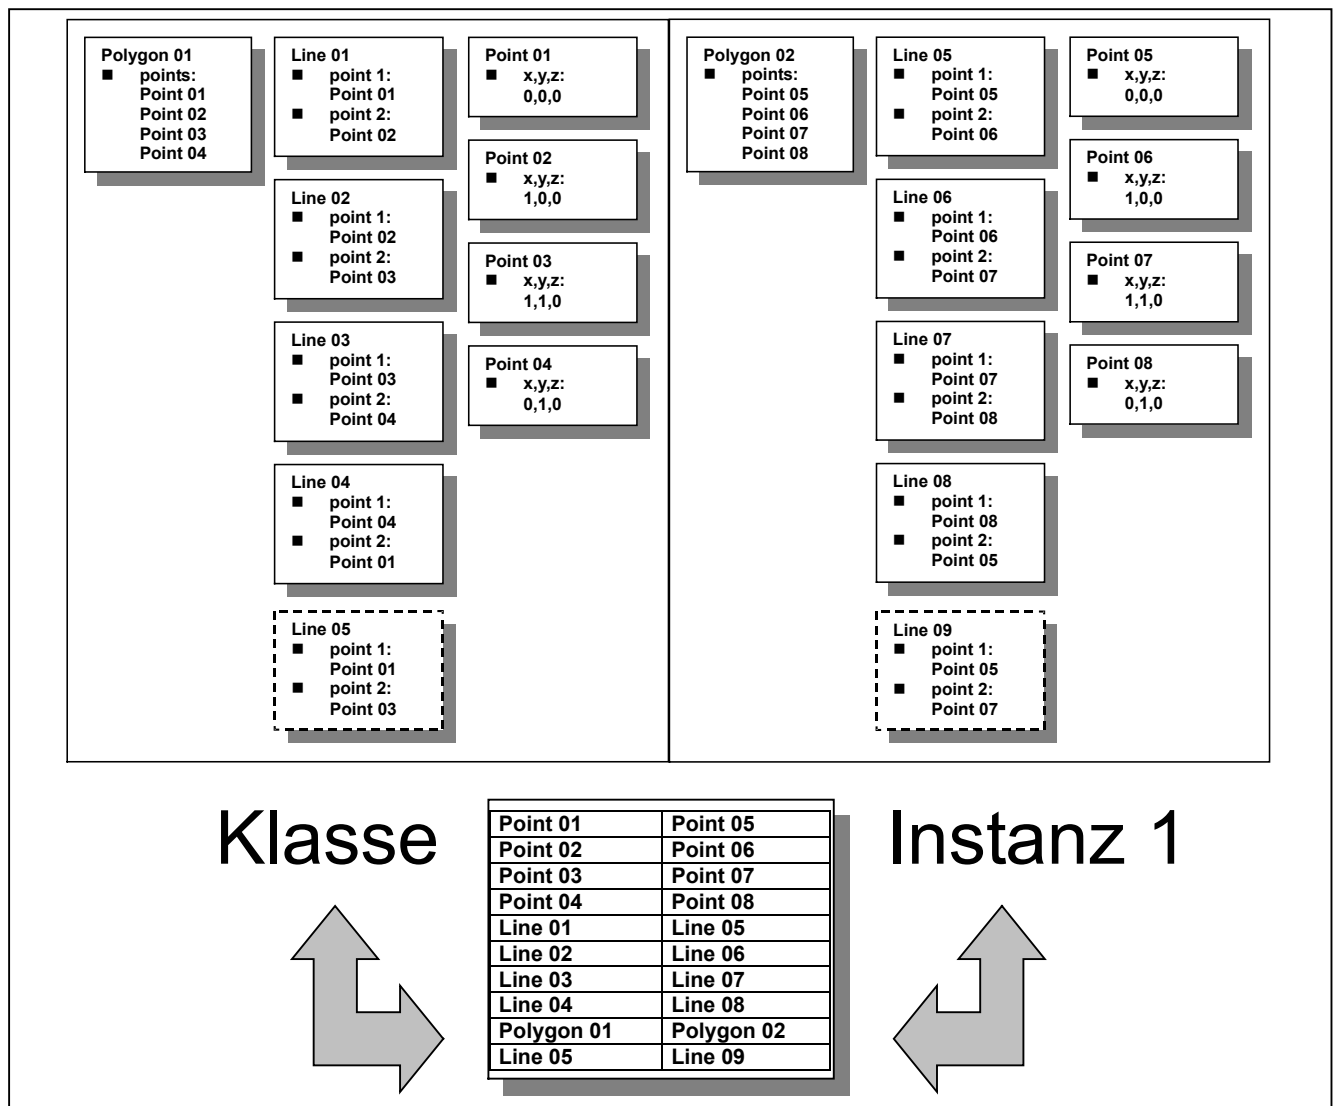 Polygon 01
■ points:
Point 01
Point 02
Point 03
Point 04
Line 01
■ point 1:
Point 01
■ point 2:
Point 02
Line 02
■ point 1:
Point 02
■ point 2:
Point 03
Line 03
■ point 1:
Point 03
■ point 2:
Point 04
Line 04
■ point 1:
Point 04
■ point 2:
Point 01
Line 05
■ point 1:
Point 01
■ point 2:
Point 03
Point 01
■ x,y,z:
0,0,0
Point 02
■ x,y,z:
1,0,0
Point 03
■ x,y,z:
1,1,0
Point 04
■ x,y,z:
0,1,0
Polygon 02
■ points:
Point 05
Point 06
Point 07
Point 08
Line 05
■ point 1:
Point 05
■ point 2:
Point 06
Line 06
■ point 1:
Point 06
■ point 2:
Point 07
Line 07
■ point 1:
Point 07
■ point 2:
Point 08
Line 08
■ point 1:
Point 08
■ point 2:
Point 05
Line 09
■ point 1:
Point 05
■ point 2:
Point 07
Point 05
■ x,y,z:
0,0,0
Point 06
■ x,y,z:
1,0,0
Point 07
■ x,y,z:
1,1,0
Point 08
■ x,y,z:
0,1,0
Klasse
Point 01 Point 05
Point 02 Point 06
Point 03 Point 07
Point 04 Point 08
Line 01 Line 05
Line 02 Line 06
Line 03 Line 07
Line 04 Line 08
Polygon 01 Polygon 02
Line 05 Line 09
Instanz 1